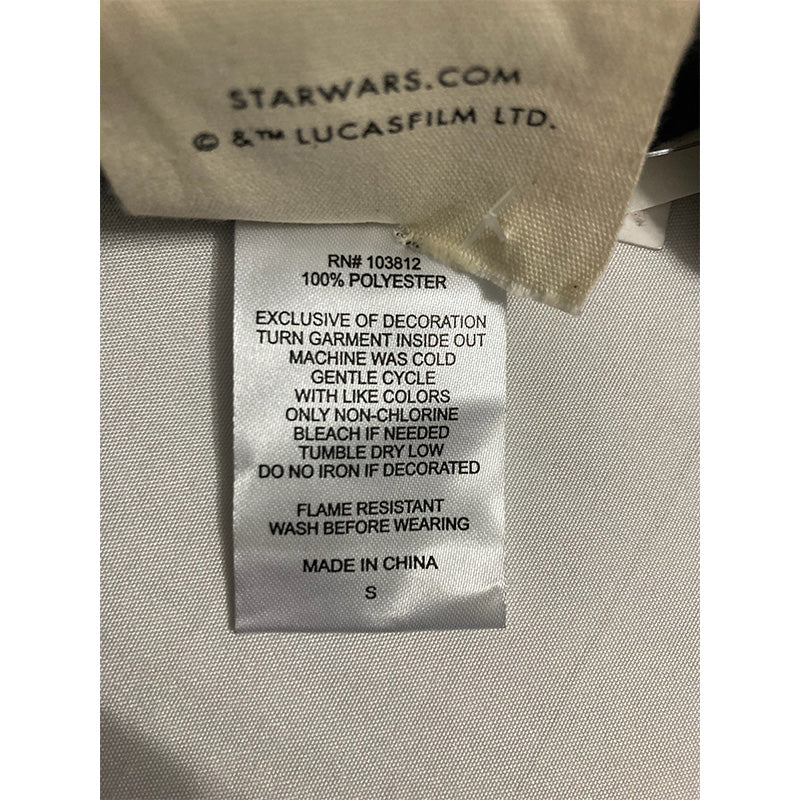 STARWARS.COM
© &™ LUCASFILM LTD.
RN# 103812
100% POLYESTER
EXCLUSIVE OF DECORATION
TURN GARMENT INSIDE OUT
MACHINE WAS COLD
GENTLE CYCLE
WITH LIKE COLORS
ONLY NON-CHLORINE
BLEACH IF NEEDED
TUMBLE DRY LOW
DO NO IRON IF DECORATED
FLAME RESISTANT
WASH BEFORE WEARING
MADE IN CHINA
S